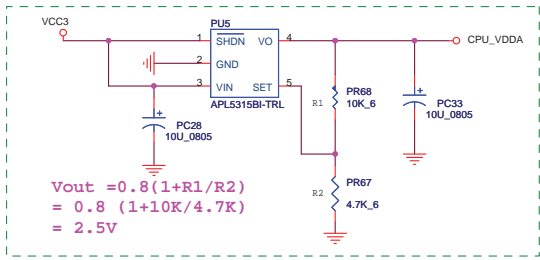 VCC3
PU5
1 SHDN VO 4
CPU_VDDA
2 GND
3 VIN SET 5
APL5315BI-TRL
R1
PR68
10K_6
PC33
10U_0805
PC28
10U_0805
R2
PR67
4.7K_6
Vout =0.8(1+R1/R2)
= 0.8 (1+10K/4.7K)
= 2.5V